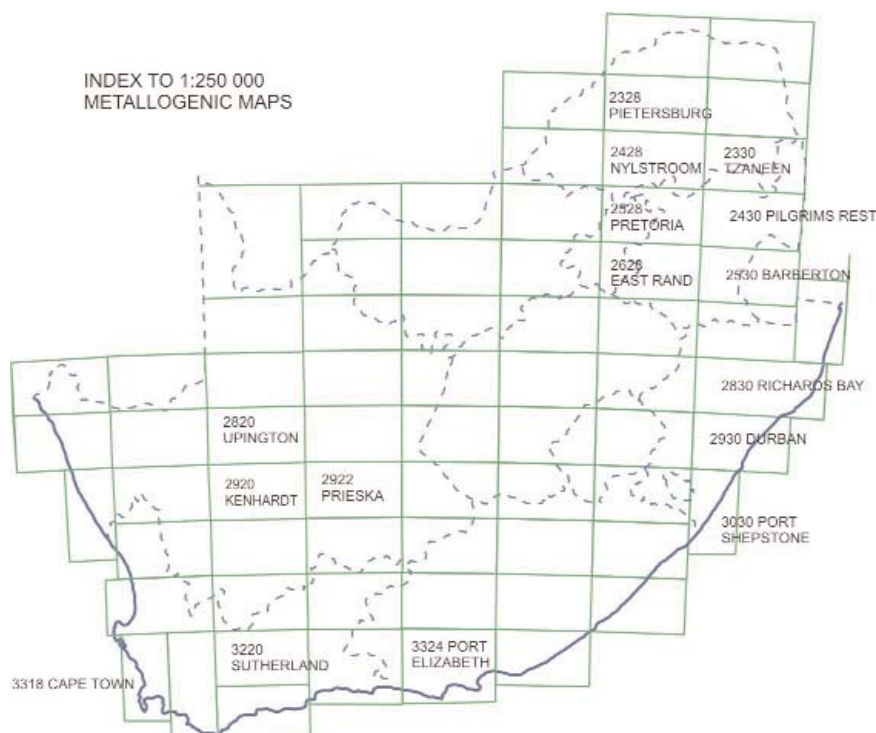 INDEX TO 1:250 000
METALLOGENIC MAPS
2328
PIETERSBURG
2428
NYLSTROOM
2330
TZANEEN
2528
PRETORIA
2430 PILGRIMS REST
2628
EAST RAND
2530 BARBERTON
2830 RICHARDS BAY
2820
UPINGTON
2930 DURBAN
2920
KENHARDT
2922
PRIESKA
3030 PORT
SHEPSTONE
3220
SUTHERLAND
3324 PORT
ELIZABETH
3318 CAPE TOWN